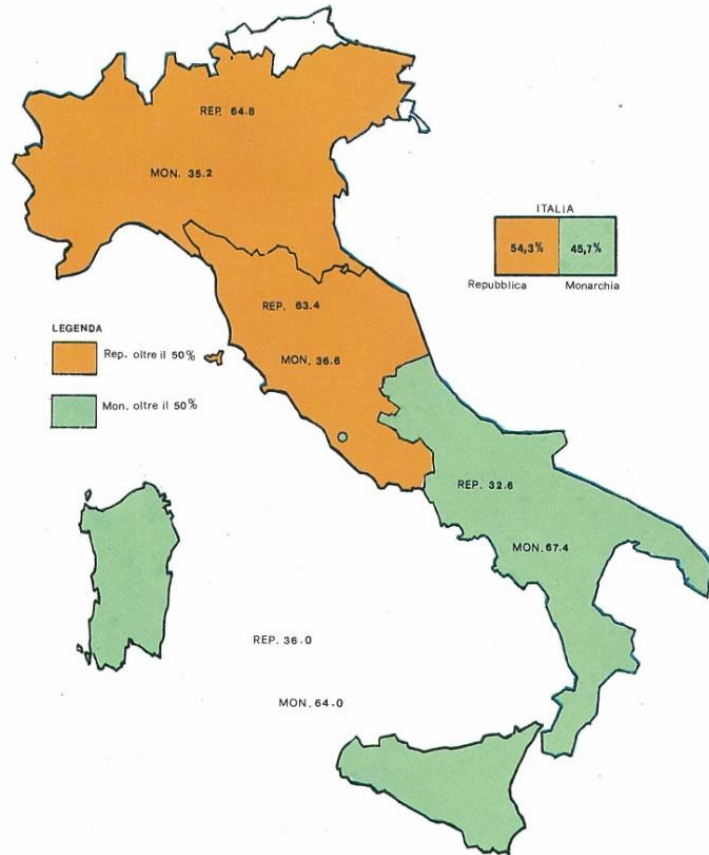 REP. 64.8
MON. 35.2
ITALIA
54,3% 45,7%
Repubblica Monarchia
REP. 63.4
MON. 36.6
LEGENDA
Rep. oltre il 50%
Mon. oltre il 50%
REP. 32.6
MON. 67.4
REP. 36.0
MON. 64.0